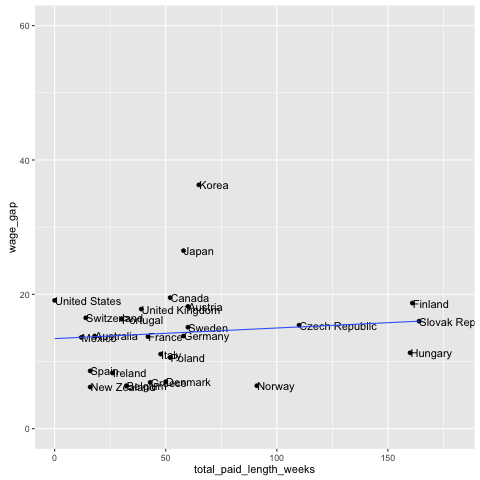 60
40
20
0
wage_gap
Korea
Japan
United States
Canada
Austria
Finland
United Kingdom
Switzerland
Portugal
Slovak Rep
Czech Republic
Sweden
Mexico
Australia
France
Germany
Italy
Poland
Hungary
Spain
Ireland
New Zealand
Belgium
Greece
Denmark
Norway
0
50
100
150
total_paid_length_weeks